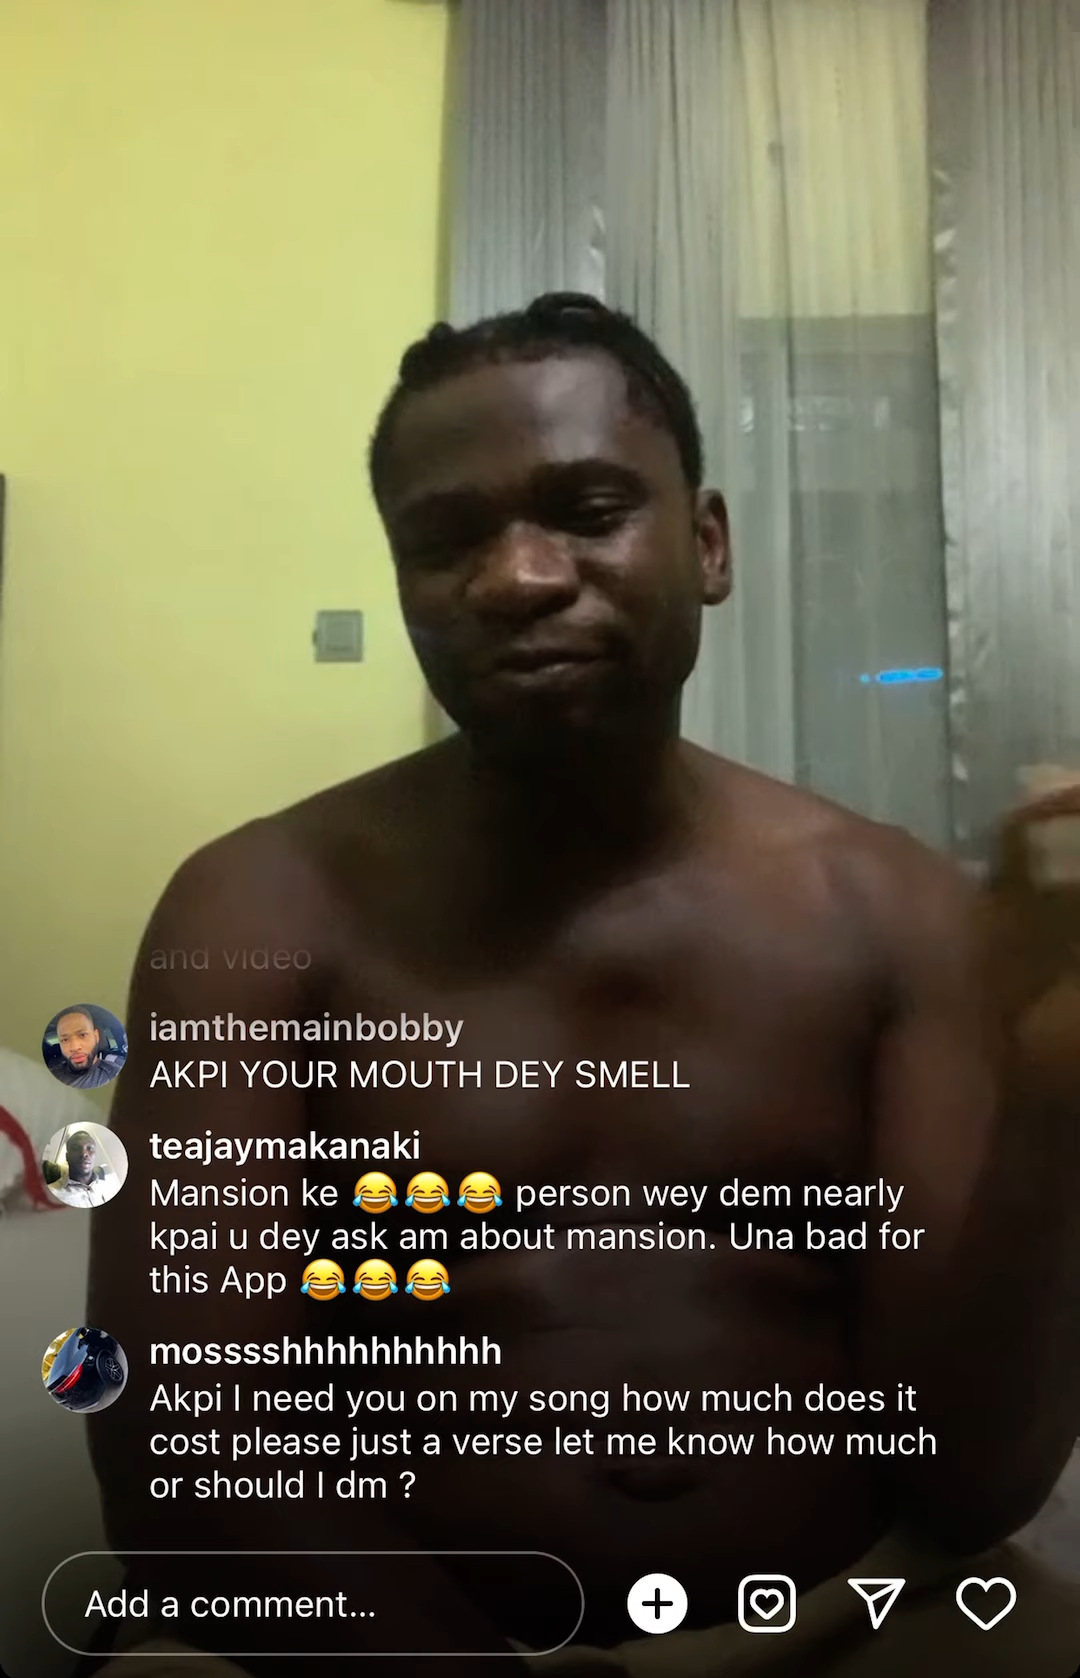 and video
iamthemainbobby
AKPI YOUR MOUTH DEY SMELL
teajaymakanaki
Mansion ke 😂😂😂 person wey dem nearly
kpai u dey ask am about mansion. Una bad for
this App 😂😂😂
mosssshhhhhhhhhhh
Akpi I need you on my song how much does it
cost please just a verse let me know how much
or should I dm ?
Add a comment...